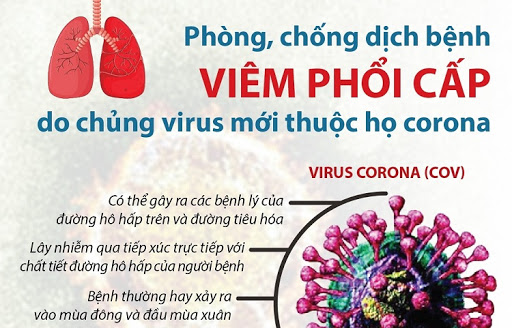 Phòng, chống dịch bệnh
VIÊM PHỔI CẤP
do chủng virus mới thuộc họ corona
VIRUS CORONA (COV)
Có thể gây ra các bệnh lý của
đường hô hấp trên và đường tiêu hóa
Lây nhiễm qua tiếp xúc trực tiếp với
chất tiết đường hô hấp của người bệnh
Bệnh thường hay xảy ra
vào mùa đông và đầu mùa xuân